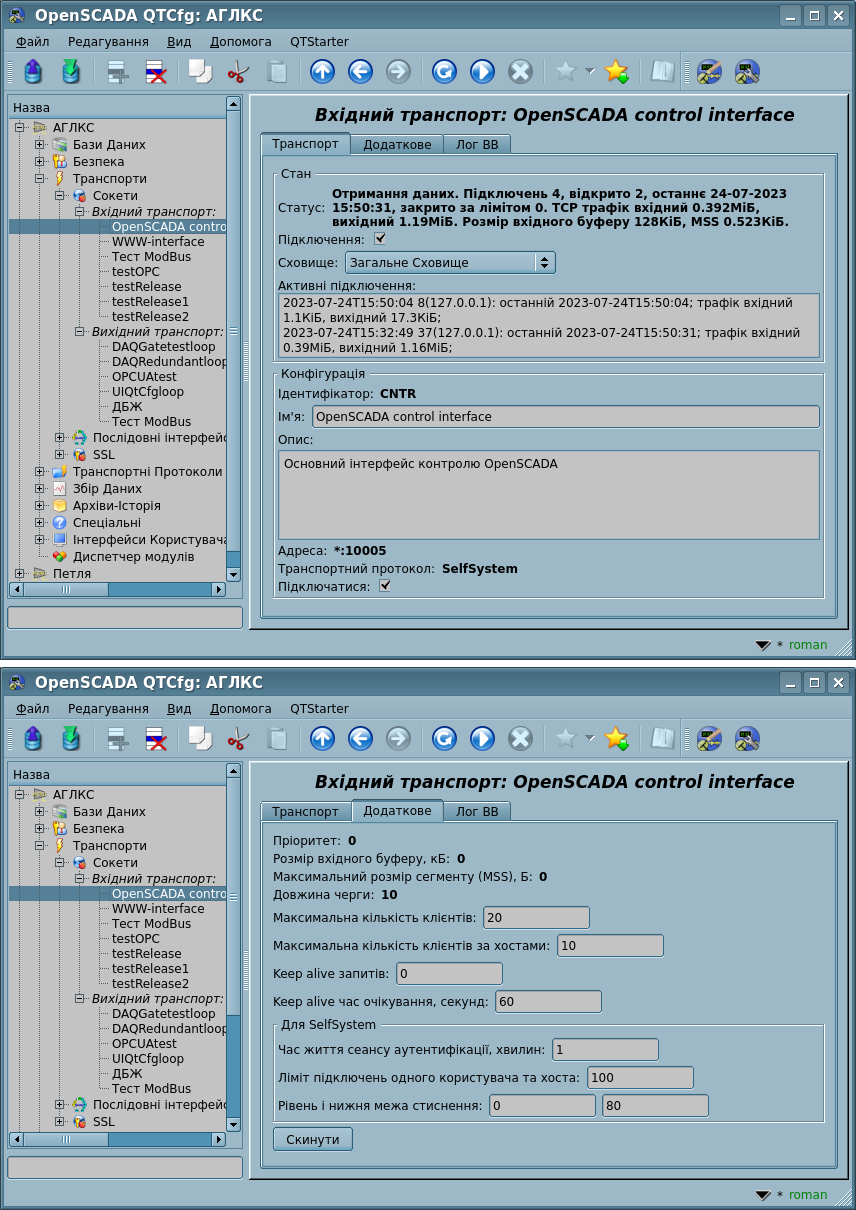 OpenSCADA QTCfg: АГЛКС
Файл Редагування Вид Допомога QTStarter
Назва
АГЛКС
Бази Даних
Безпека
Транспорти
Сокети
Вхідний транспорт:
OpenSCADA contro
WWW-interface
Тест ModBus
testOPC
testRelease
testRelease1
testRelease2
Вихідний транспорт:
DAQGatetestloop
DAQRedundantloop
OPCUAtest
UIQtCfgloop
ДБЖ
Тест ModBus
Послідовні інтерфейс
SSL
Транспортні Протоколи
Збір Даних
Архіви-Історія
Спеціальні
Інтерфейси Користувача
Диспетчер модулів
Петля
Вхідний транспорт: OpenSCADA control interface
Транспорт Додаткове Лог ВВ
Стан
Статус: Отримання даних. Підключень 4, відкрито 2, останнє 24-07-2023
15:50:31, закрито за лімітом 0. TCP трафік вхідний 0.392МіБ,
вихідний 1.19МіБ. Розмір вхідного буферу 128КіБ, MSS 0.523КіБ.
Підключення:
Сховище: Загальне Сховище
Активні підключення:
2023-07-24T15:50:04 8(127.0.0.1): останній 2023-07-24T15:50:04; трафік вхідний
1.1КіБ, вихідний 17.3КіБ;
2023-07-24T15:32:49 37(127.0.0.1): останній 2023-07-24T15:50:31; трафік вхідний
0.39МіБ, вихідний 1.16МіБ;
Конфігурація
Ідентифікатор: CNTR
Ім'я: OpenSCADA control interface
Опис:
Основний інтерфейс контролю OpenSCADA
Адреса: *:10005
Транспортний протокол: SelfSystem
Підключатися:
* roman
OpenSCADA QTCfg: АГЛКС
Файл Редагування Вид Допомога QTStarter
Назва
АГЛКС
Бази Даних
Безпека
Транспорти
Сокети
Вхідний транспорт:
OpenSCADA contro
WWW-interface
Тест ModBus
testOPC
testRelease
testRelease1
testRelease2
Вихідний транспорт:
DAQGatetestloop
DAQRedundantloop
OPCUAtest
UIQtCfgloop
ДБЖ
Тест ModBus
Послідовні інтерфейс
SSL
Вхідний транспорт: OpenSCADA control interface
Транспорт Додаткове Лог ВВ
Пріоритет: 0
Розмір вхідного буферу, кБ: 0
Максимальний розмір сегменту (MSS), Б: 0
Довжина черги: 10
Максимальна кількість клієнтів: 20
Максимальна кількість клієнтів за хостами: 10
Keep alive запитів: 0
Keep alive час очікування, секунд: 60
Для SelfSystem
Час життя сеансу аутентифікації, хвилин: 1
Ліміт підключень одного користувача та хоста: 100
Рівень і нижня межа стиснення: 0 80
Скинути
* roman